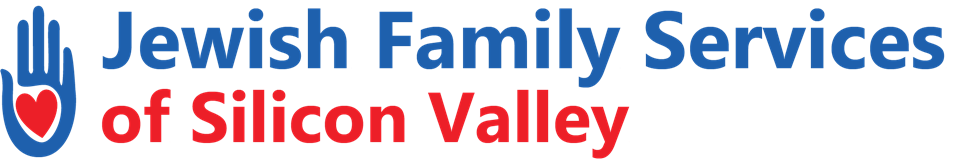 Jewish Family Services
of Silicon Valley